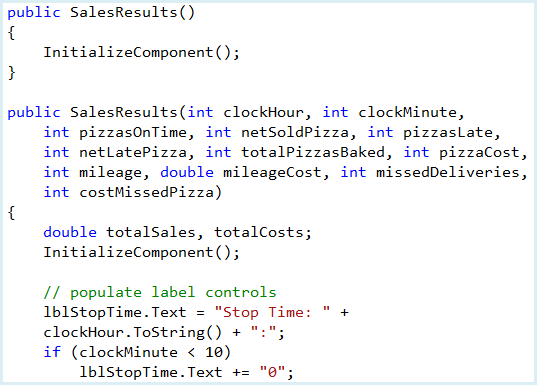 public SalesResults()
{
    InitializeComponent();
}

public SalesResults(int clockHour, int clockMinute,
    int pizzasOnTime, int netSoldPizza, int pizzasLate,
    int netLatePizza, int totalPizzasBaked, int pizzaCost,
    int mileage, double mileageCost, int missedDeliveries,
    int costMissedPizza)
{
    double totalSales, totalCosts;
    InitializeComponent();

    // populate label controls
    lblStopTime.Text = "Stop Time: " +
    clockHour.ToString() + ":";
    if (clockMinute < 10)
        lblStopTime.Text += "0";